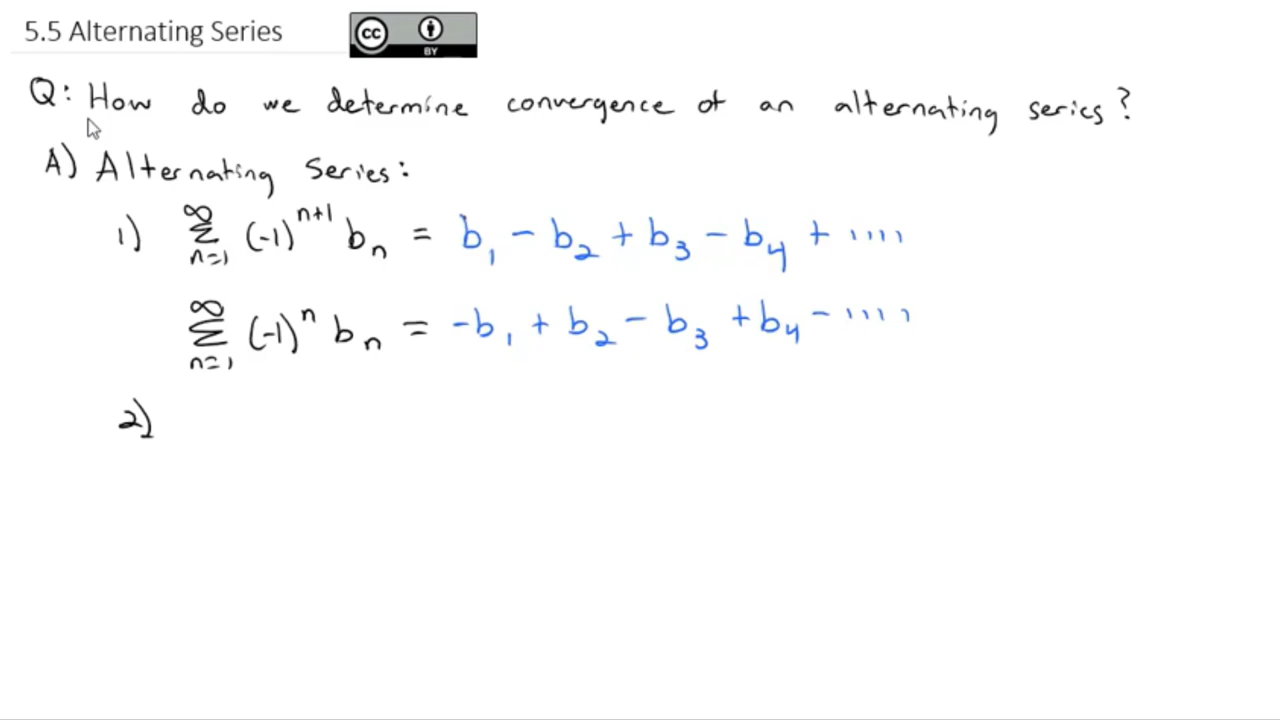 5.5 Alternating Series
cc BY
Q: How do we determine convergence of an alternating series?
A) Alternating Series:
1) ∞ Σ n=1 (-1)^{n+1} b_n = b_1 - b_2 + b_3 - b_4 + ....
∞ Σ n=1 (-1)^n b_n = -b_1 + b_2 - b_3 + b_4 - ....
2)